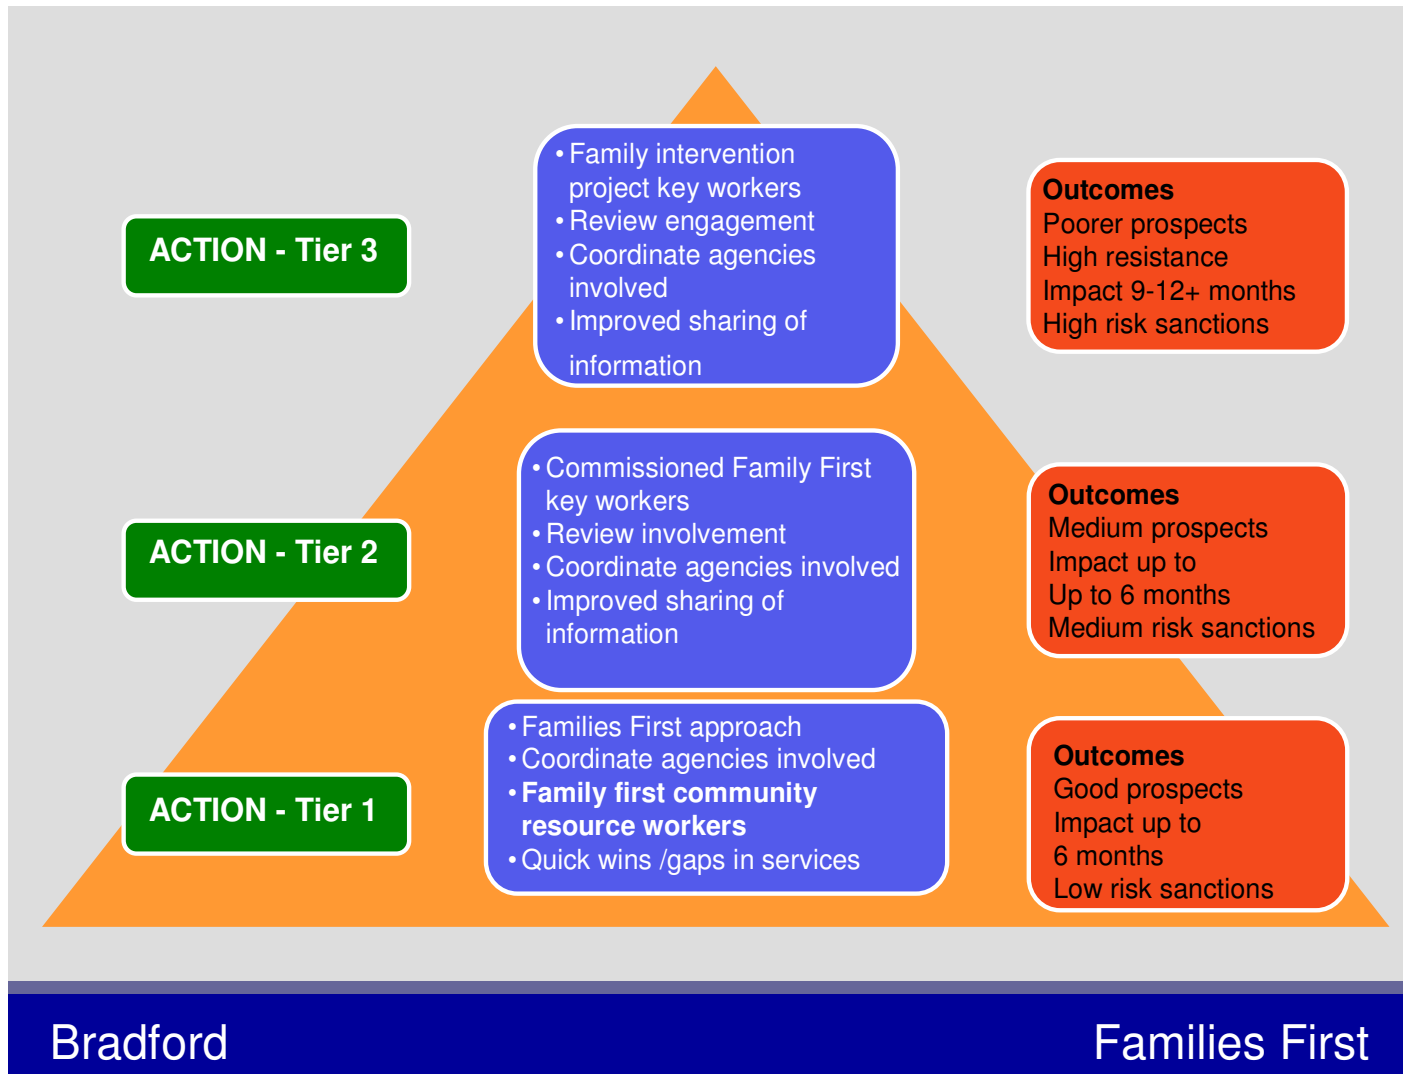 ACTION - Tier 3
• Family intervention
project key workers
• Review engagement
• Coordinate agencies
involved
• Improved sharing of
information
Outcomes
Poorer prospects
High resistance
Impact 9-12+ months
High risk sanctions
ACTION - Tier 2
• Commissioned Family First
key workers
• Review involvement
• Coordinate agencies involved
• Improved sharing of
information
Outcomes
Medium prospects
Impact up to
Up to 6 months
Medium risk sanctions
ACTION - Tier 1
• Families First approach
• Coordinate agencies involved
• Family first community
resource workers
• Quick wins /gaps in services
Outcomes
Good prospects
Impact up to
6 months
Low risk sanctions
Bradford
Families First